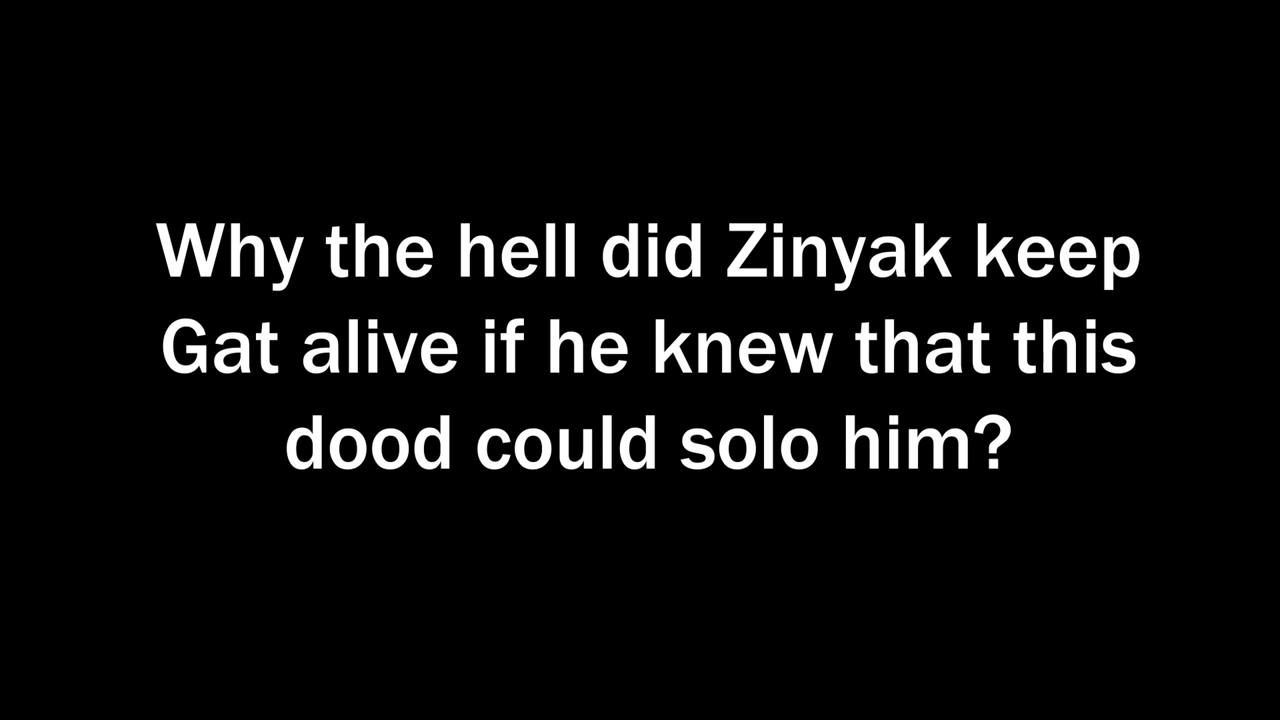 Why the hell did Zinyak keep
Gat alive if he knew that this
dood could solo him?